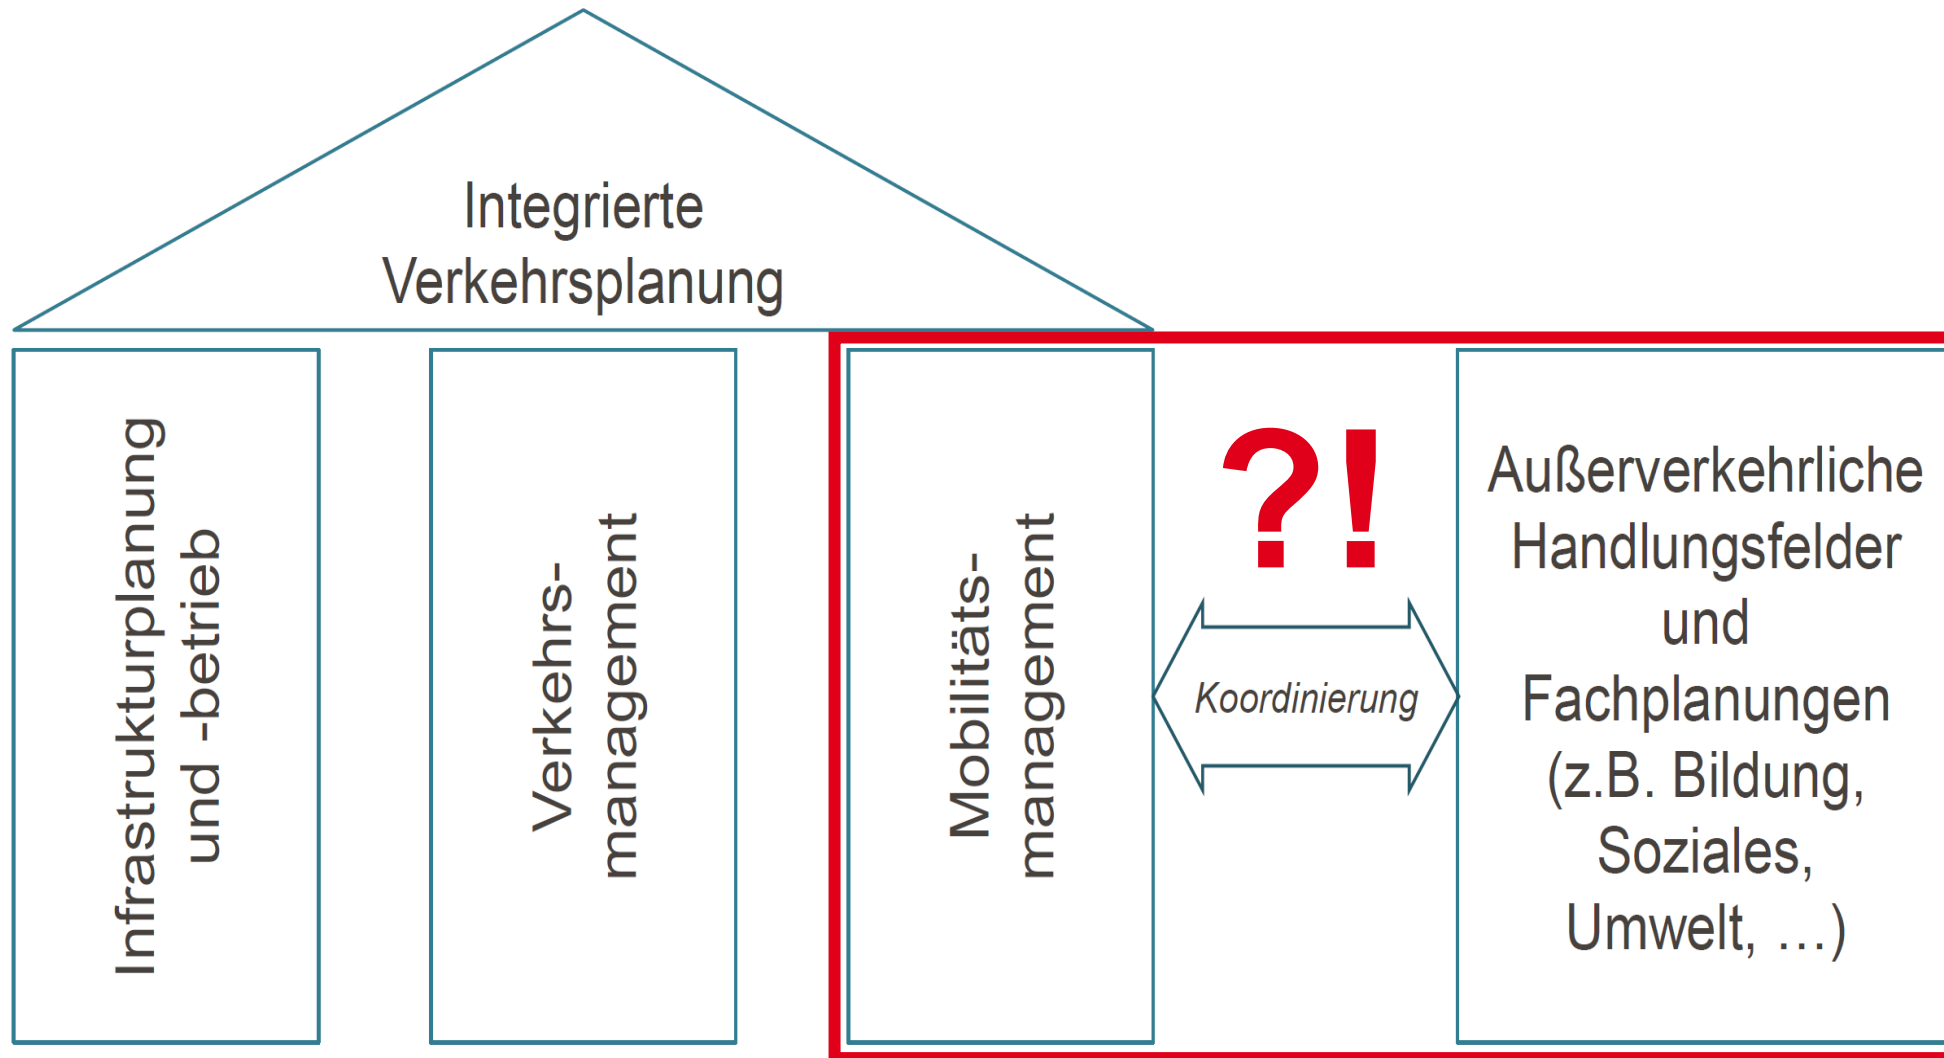 Integrierte
Verkehrsplanung
Infrastrukturplanung
und -betrieb
Verkehrs-
management
Mobilitäts-
management
?!
Koordinierung
Außerverkehrliche
Handlungsfelder
und
Fachplanungen
(z.B. Bildung,
Soziales,
Umwelt, …)